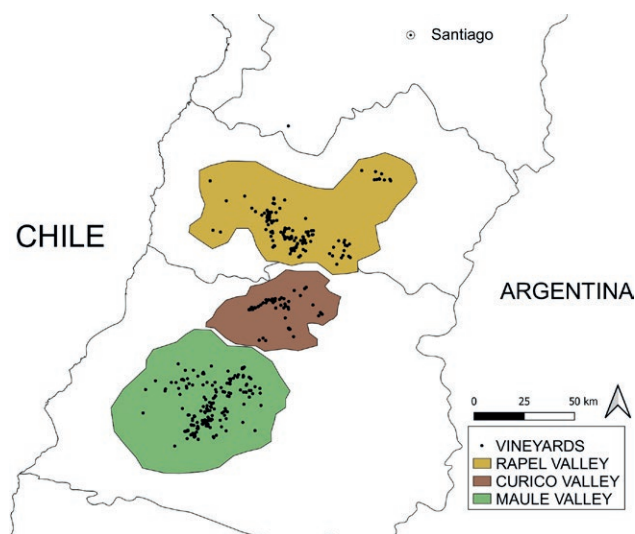 Santiago
CHILE
ARGENTINA
0 25 50 km
VINEYARDS
RAPEL VALLEY
CURICO VALLEY
MAULE VALLEY